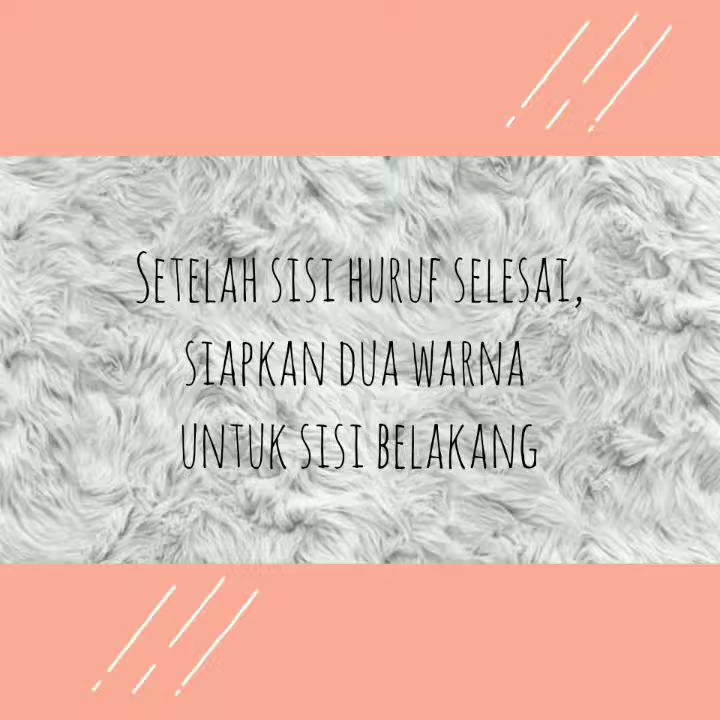 Setelah sisi huruf selesai,
siapkan dua warna
untuk sisi belakang